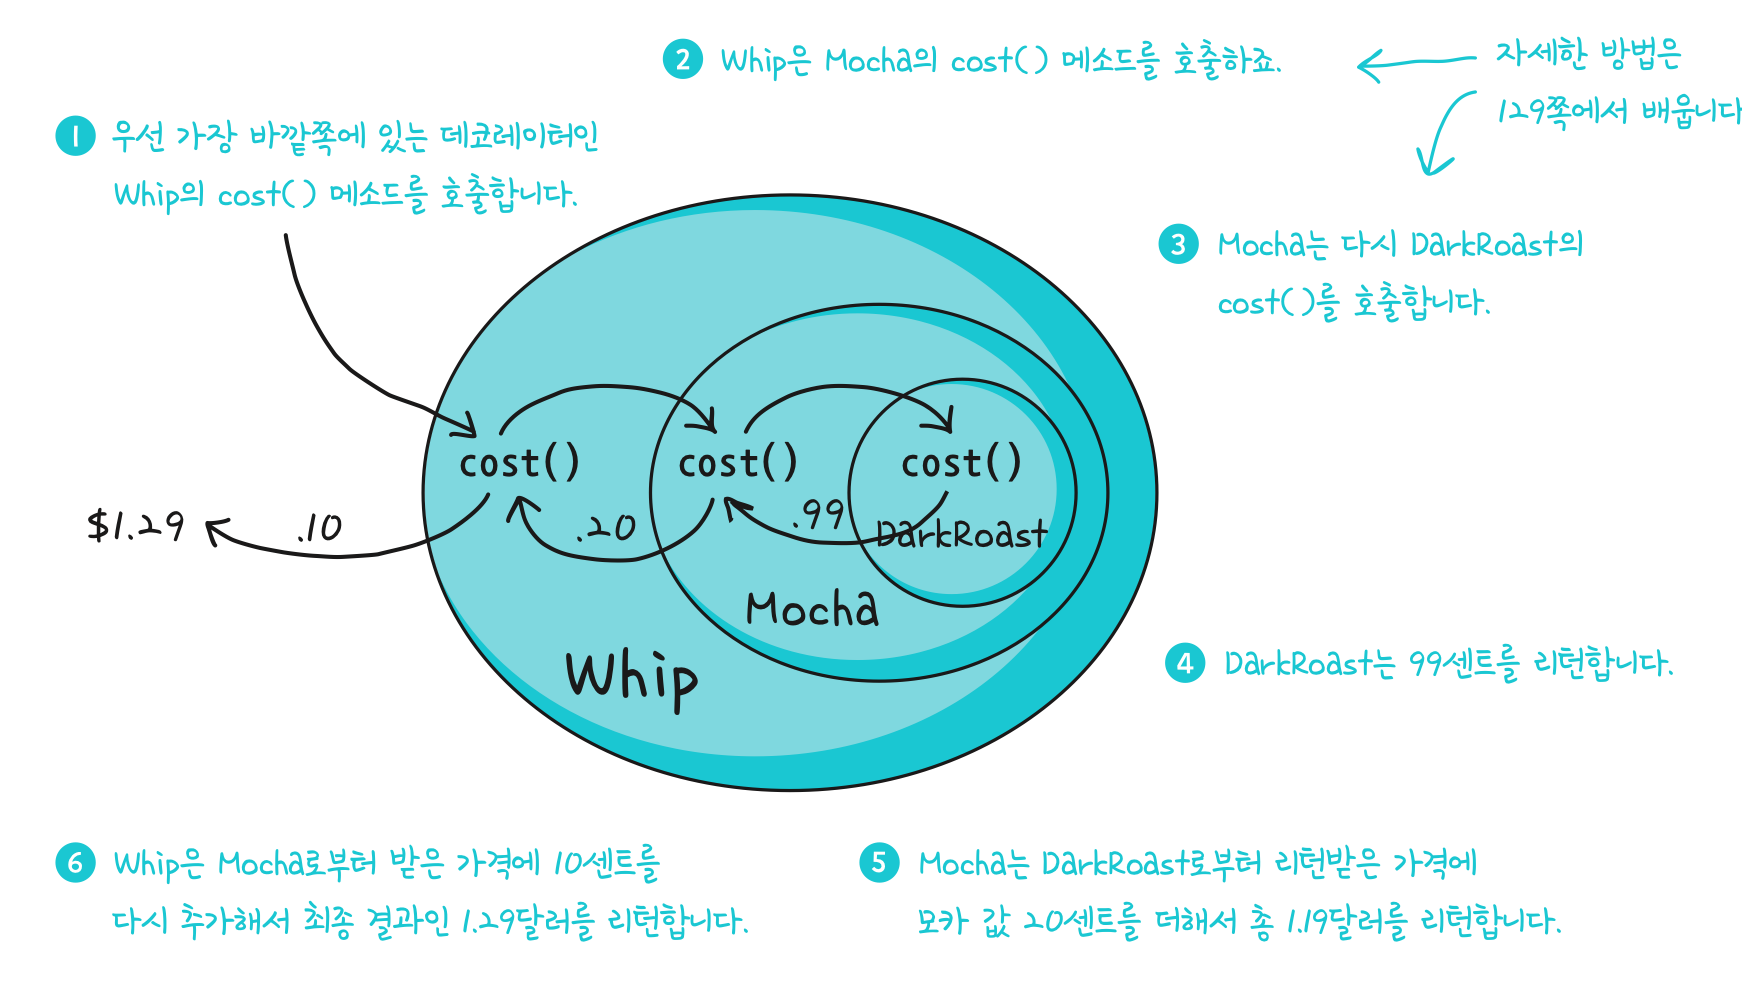 ❷ Whip은 Mocha의 cost() 메소드를 호출하죠.
자세한 방법은
129쪽에서 배웁니다
❶ 우선 가장 바깥쪽에 있는 데코레이터인
Whip의 cost() 메소드를 호출합니다.
❸ Mocha는 다시 DarkRoast의
cost()를 호출합니다.
cost() cost() cost()
$1.29 .10 .20 .99
DarkRoast
Mocha
Whip
❹ DarkRoast는 99센트를 리턴합니다.
❻ Whip은 Mocha로부터 받은 가격에 10센트를
다시 추가해서 최종 결과인 1.29달러를 리턴합니다.
❺ Mocha는 DarkRoast로부터 리턴받은 가격에
모카 값 20센트를 더해서 총 1.19달러를 리턴합니다.